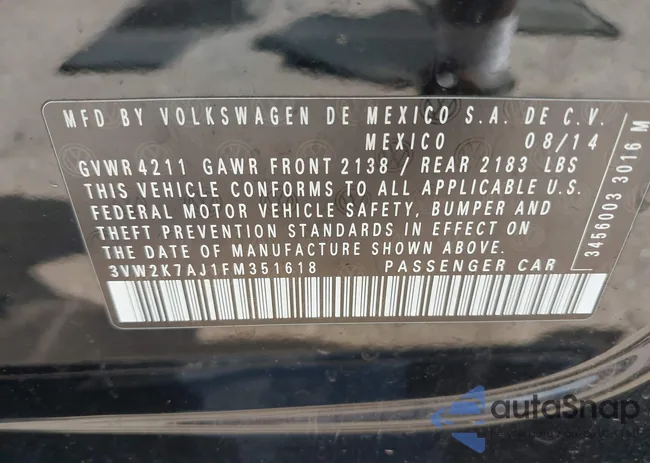 MFD BY VOLKSWAGEN DE MEXICO S.A. DE C.V.
MEXICO 08/14
GVWR 4211 GAWR FRONT 2138 / REAR 2183 LBS
THIS VEHICLE CONFORMS TO ALL APPLICABLE U.S.
FEDERAL MOTOR VEHICLE SAFETY, BUMPER AND
THEFT PREVENTION STANDARDS IN EFFECT ON
THE DATE OF MANUFACTURE SHOWN ABOVE.
3VW2K7AJ1FM351618 PASSENGER CAR
3456003 3016 M
autoSnap